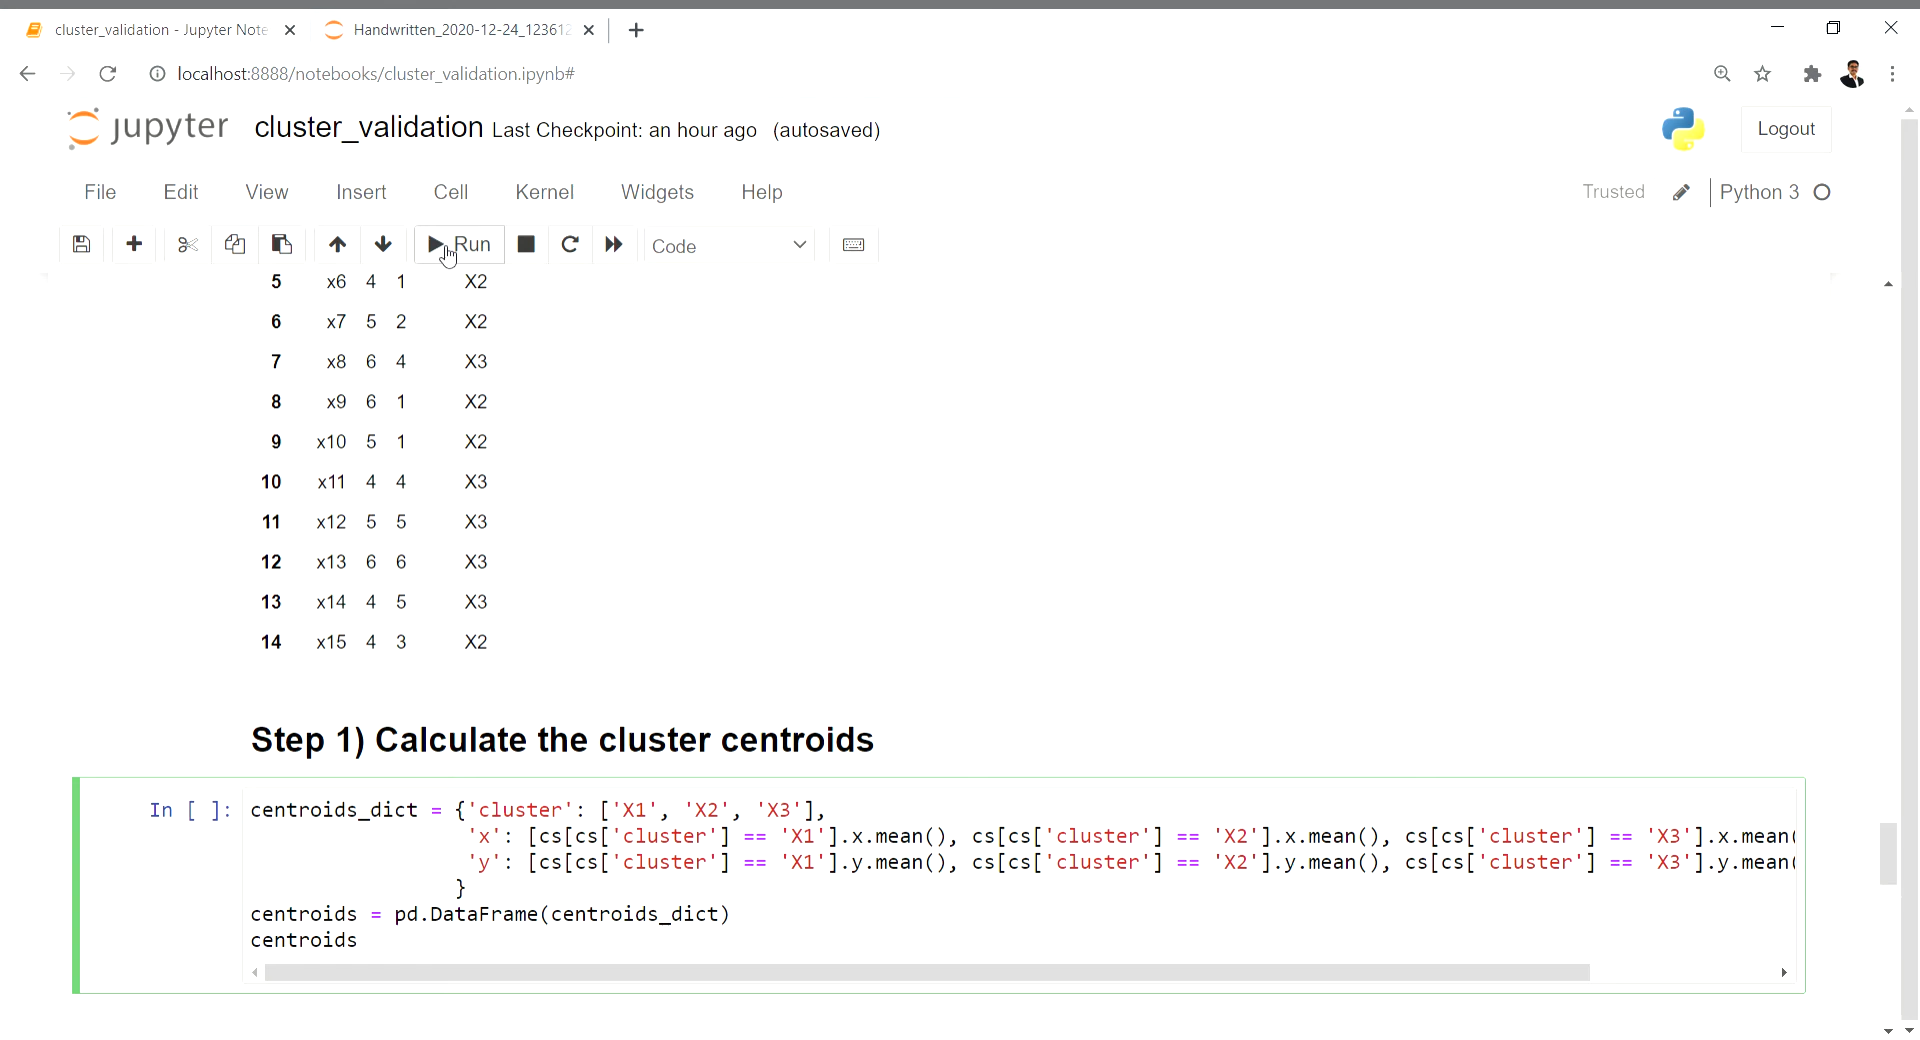 cluster_validation - Jupyter Note
Handwritten_2020-12-24_123612
localhost:8888/notebooks/cluster_validation.ipynb#
jupyter cluster_validation Last Checkpoint: an hour ago (autosaved)
Logout
File Edit View Insert Cell Kernel Widgets Help
Trusted Python 3
Run Code
5 x6 4 1 X2
6 x7 5 2 X2
7 x8 6 4 X3
8 x9 6 1 X2
9 x10 5 1 X2
10 x11 4 4 X3
11 x12 5 5 X3
12 x13 6 6 X3
13 x14 4 5 X3
14 x15 4 3 X2
Step 1) Calculate the cluster centroids
In [ ]: centroids_dict = {'cluster': ['X1', 'X2', 'X3'],
'x': [cs[cs['cluster'] == 'X1'].x.mean(), cs[cs['cluster'] == 'X2'].x.mean(), cs[cs['cluster'] == 'X3'].x.mean(
'y': [cs[cs['cluster'] == 'X1'].y.mean(), cs[cs['cluster'] == 'X2'].y.mean(), cs[cs['cluster'] == 'X3'].y.mean(
}
centroids = pd.DataFrame(centroids_dict)
centroids